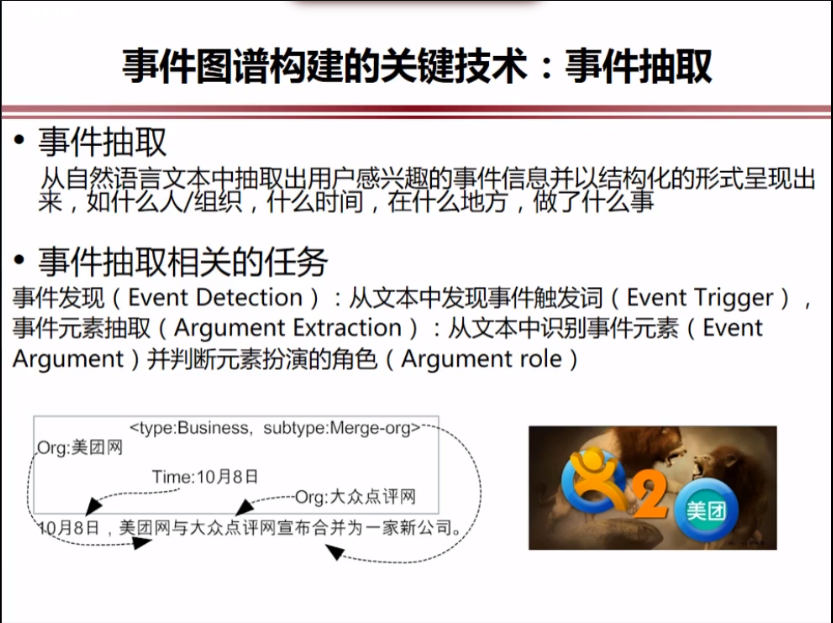 事件图谱构建的关键技术：事件抽取
• 事件抽取
从自然语言文本中抽取出用户感兴趣的事件信息并以结构化的形式呈现出
来，如什么人/组织，什么时间，在什么地方，做了什么事
• 事件抽取相关的任务
事件发现（Event Detection）：从文本中发现事件触发词（Event Trigger），
事件元素抽取（Argument Extraction）：从文本中识别事件元素（Event
Argument）并判断元素扮演的角色（Argument role）
<type:Business, subtype:Merge-org>
Org:美团网
Time:10月8日
Org:大众点评网
10月8日，美团网与大众点评网宣布合并为一家新公司。
2
美团